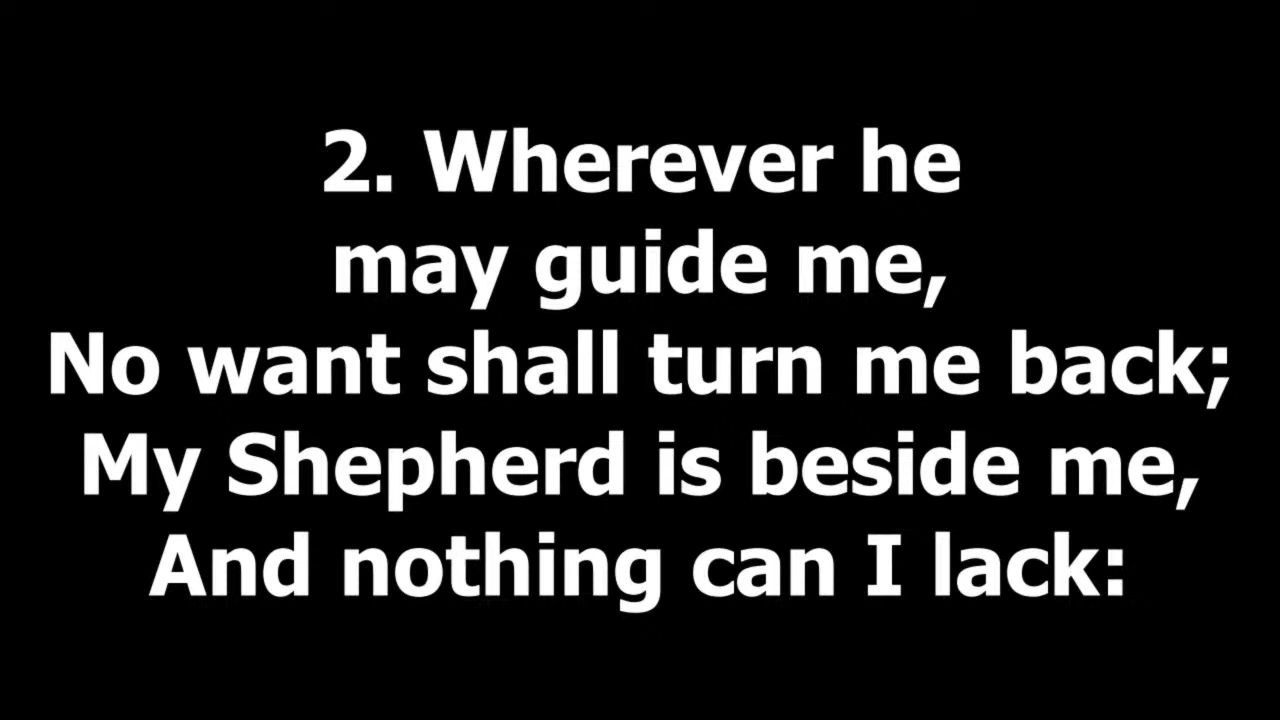 2. Wherever he
may guide me,
No want shall turn me back;
My Shepherd is beside me,
And nothing can I lack: